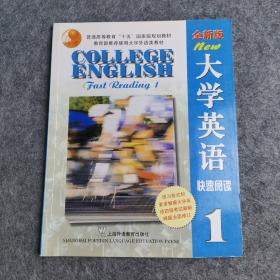 普通高等教育“十五”国家级规划教材
教育部推荐使用大学外语类教材
COLLEGE
ENGLISH
Fast Reading 1
全新版
New
大学英语
快速阅读
1
上海外语教育出版社
SHANGHAI FOREIGN LANGUAGE EDUCATION PRESS